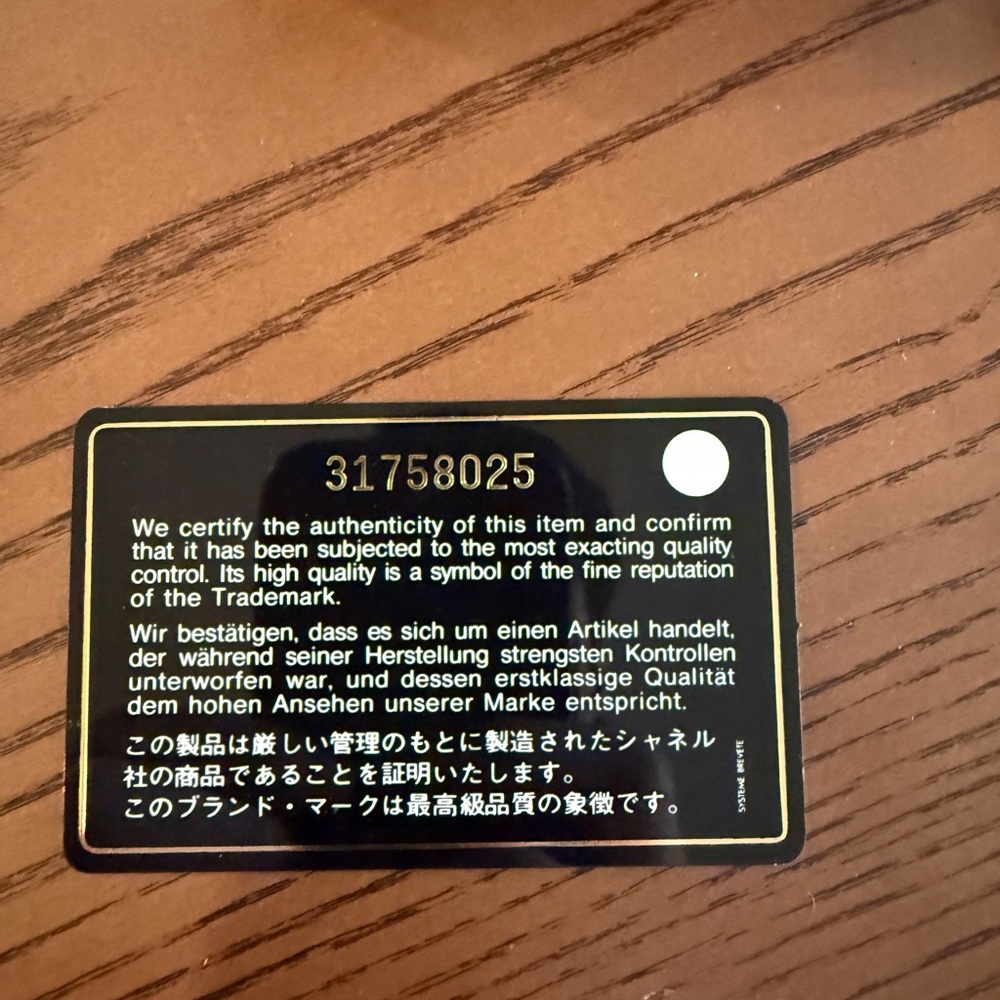 31758025
We certify the authenticity of this item and confirm
that it has been subjected to the most exacting quality
control. Its high quality is a symbol of the fine reputation
of the Trademark.
Wir bestätigen, dass es sich um einen Artikel handelt,
der während seiner Herstellung strengsten Kontrollen
unterworfen war, und dessen erstklassige Qualität
dem hohen Ansehen unserer Marke entspricht.
この製品は厳しい管理のもとに製造されたシャネル
社の商品であることを証明いたします。
このブランド・マークは最高級品質の象徴です。
SYSTEME BREVETE